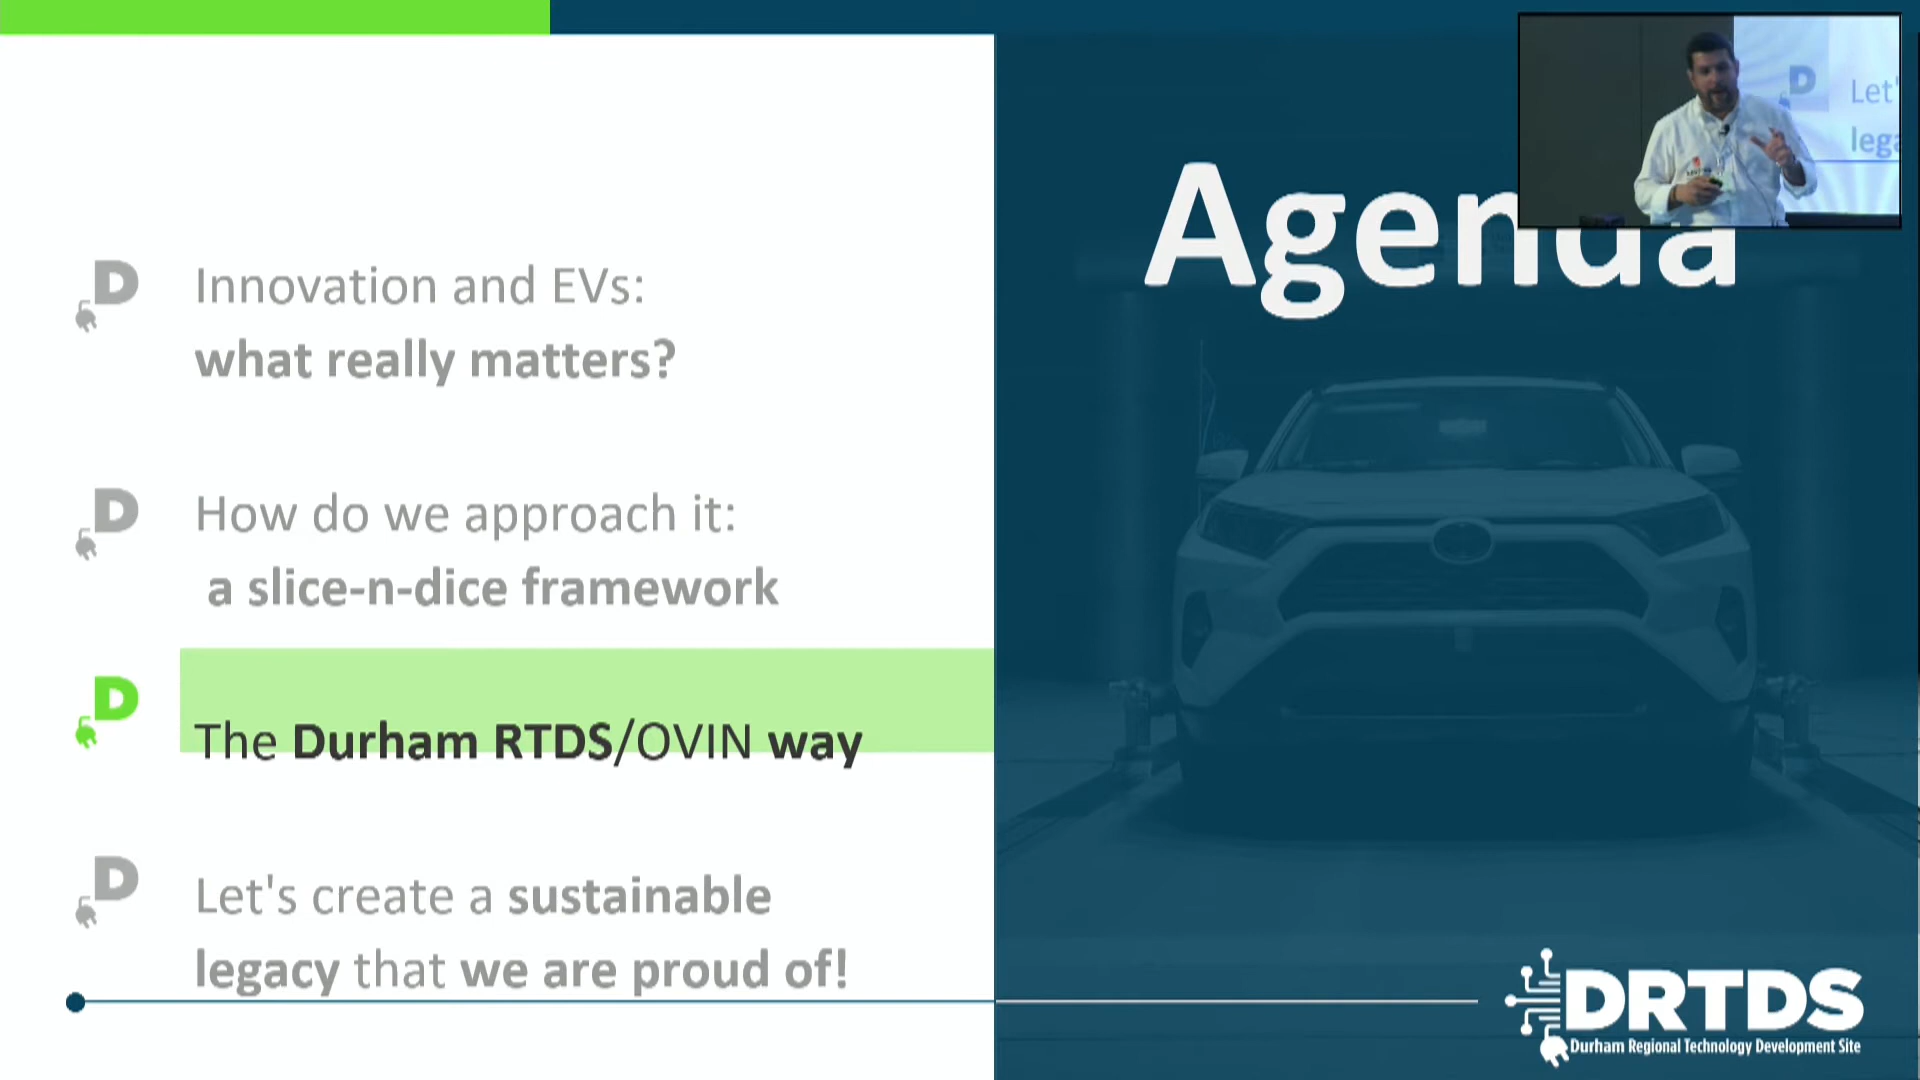 Agenda
Innovation and EVs:
what really matters?
How do we approach it:
a slice-n-dice framework
The Durham RTDS/OVIN way
Let's create a sustainable
legacy that we are proud of!
D
Let'
lega
DRTDS
Durham Regional Technology Development Site